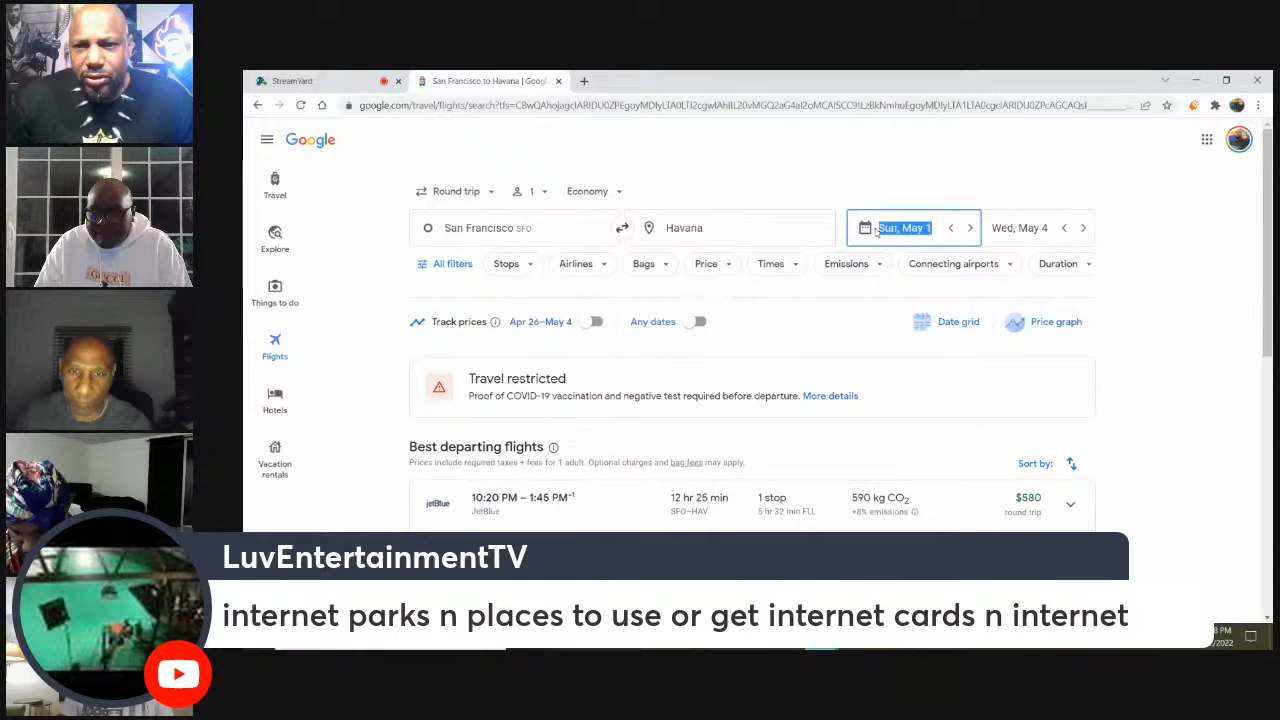 StreamYard
San Francisco to Havana | Googl
Google
Travel
Explore
Things to do
Flights
Hotels
Vacation
rentals
Round trip
1
Economy
San Francisco SFO
Havana
Sun, May 1
Wed, May 4
All filters
Stops
Airlines
Bags
Price
Times
Emissions
Connecting airports
Duration
Track prices
Apr 26–May 4
Any dates
Date grid
Price graph
Travel restricted
Proof of COVID-19 vaccination and negative test required before departure. More details
Best departing flights
Prices include required taxes + fees for 1 adult. Optional charges and bag fees may apply.
Sort by:
jetBlue
10:20 PM – 1:45 PM
JetBlue
12 hr 25 min
SFO–HAV
1 stop
5 hr 32 min FLL
590 kg CO2
+8% emissions
$580
round trip
LuvEntertainmentTV
internet parks n places to use or get internet cards n internet
GUCCI